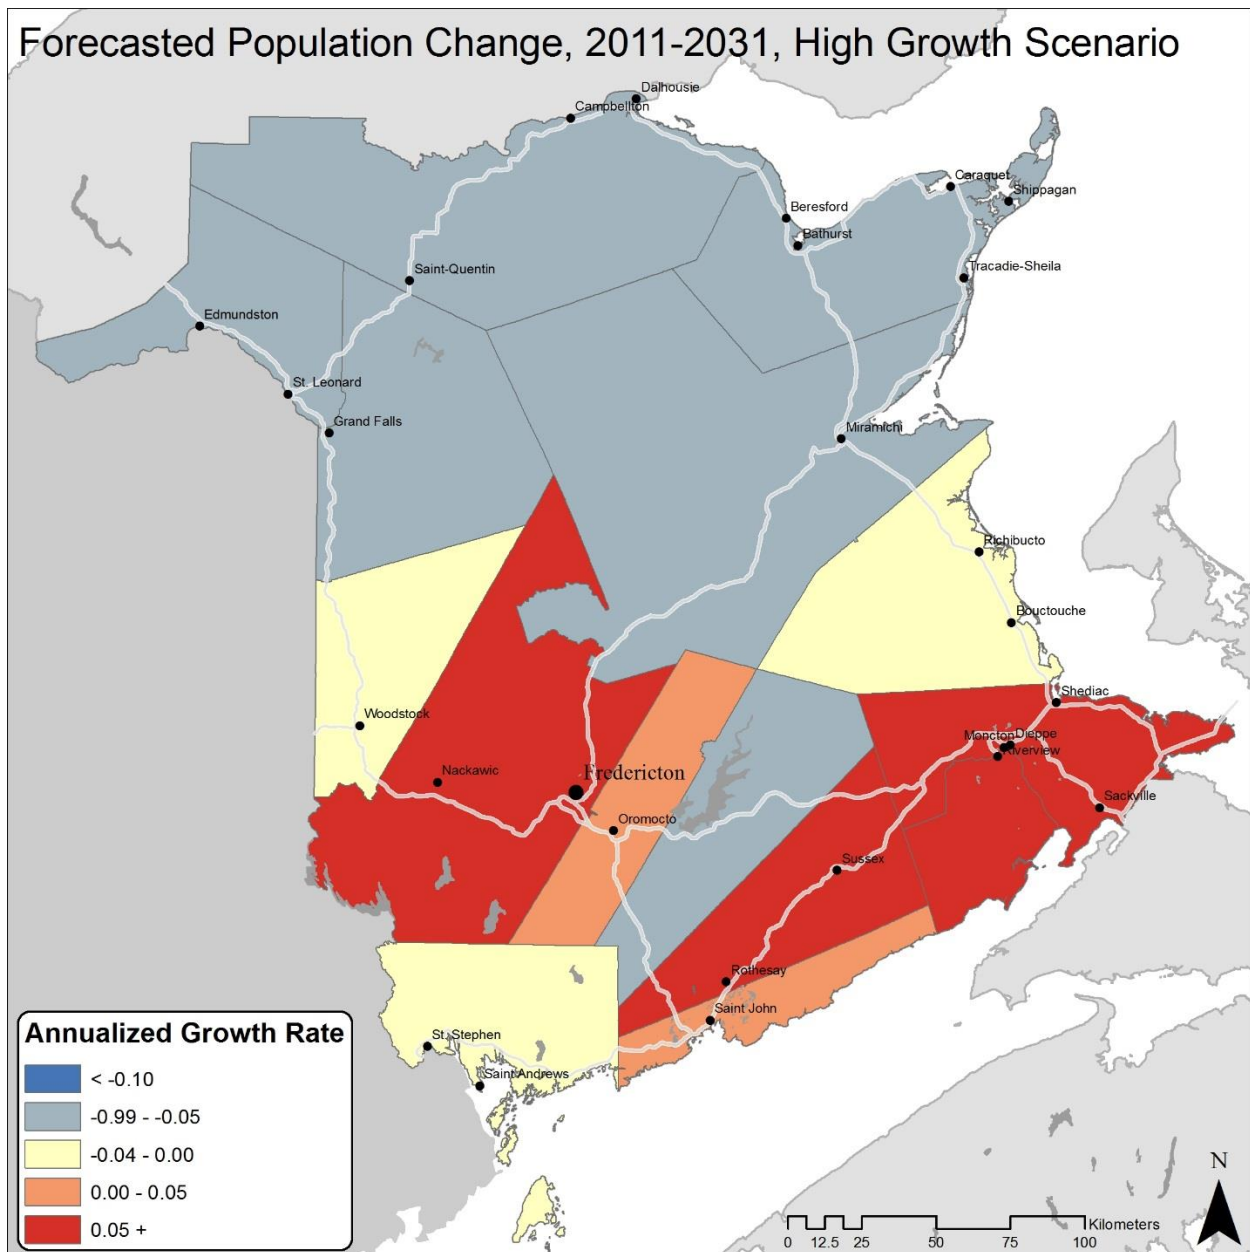 Forecasted Population Change, 2011-2031, High Growth Scenario
Dalhousie
Campbellton
Caraquet
Shippagan
Beresford
Bathurst
Saint-Quentin
Tracadie-Sheila
Edmundston
St. Leonard
Grand Falls
Miramichi
Richibucto
Bouctouche
Shediac
Woodstock
Moncton
Dieppe
Riverview
Nackawic
Fredericton
Sackville
Oromocto
Sussex
Rothesay
Saint John
St. Stephen
Saint Andrews
Annualized Growth Rate
< -0.10
-0.99 - -0.05
-0.04 - 0.00
0.00 - 0.05
0.05 +
N
Kilometers
0 12.5 25 50 75 100